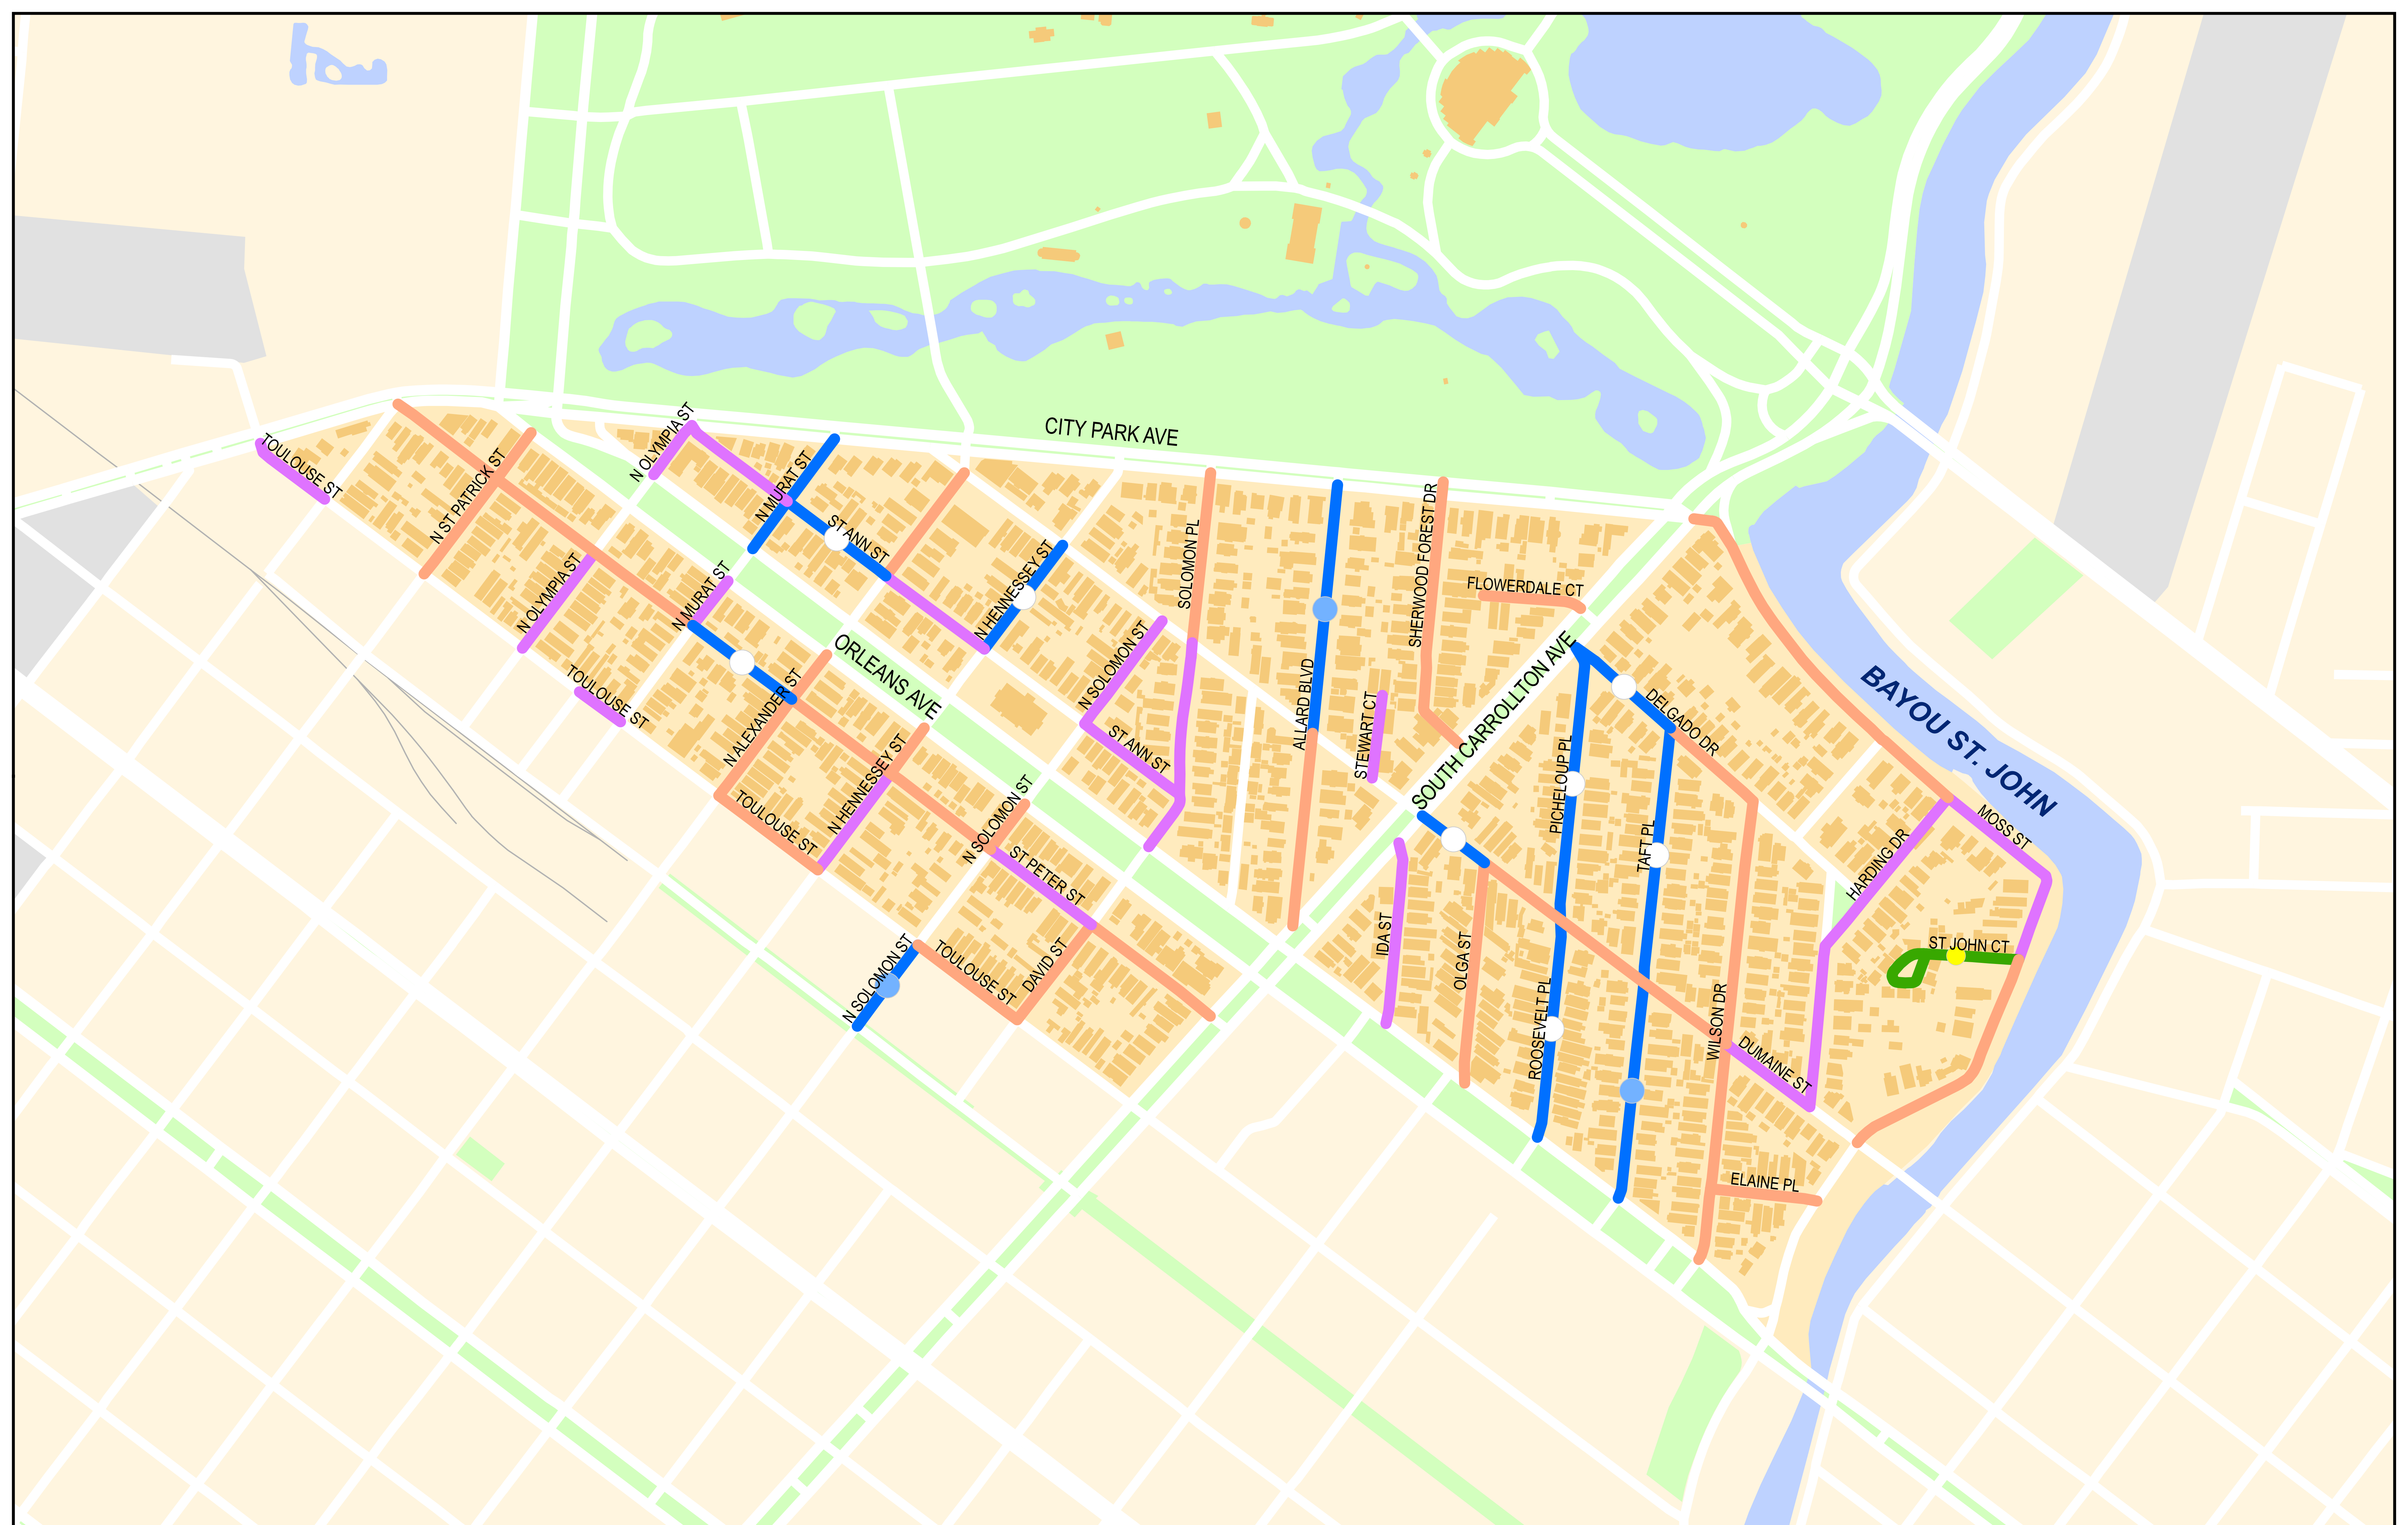 CITY PARK AVE
N OLYMPIA ST
TOULOUSE ST
N ST PATRICK ST
N MURAT ST
ST ANN ST
N HENNESSEY ST
SOLOMON PL
SHERWOOD FOREST DR
FLOWERDALE CT
N OLYMPIA ST
N MURAT ST
ORLEANS AVE
N SOLOMON ST
ALLARD BLVD
STEWART CT
SOUTH CARROLLTON AVE
DELGADO DR
BAYOU ST. JOHN
TOULOUSE ST
N ALEXANDER ST
ST ANN ST
PICHELOUP PL
TAFT PL
MOSS ST
HARDING DR
TOULOUSE ST
N HENNESSEY ST
N SOLOMON ST
ST PETER ST
IDA ST
OLGA ST
ST JOHN CT
N SOLOMON ST
TOULOUSE ST
DAVID ST
ROOSEVELT PL
WILSON DR
DUMAINE ST
ELAINE PL